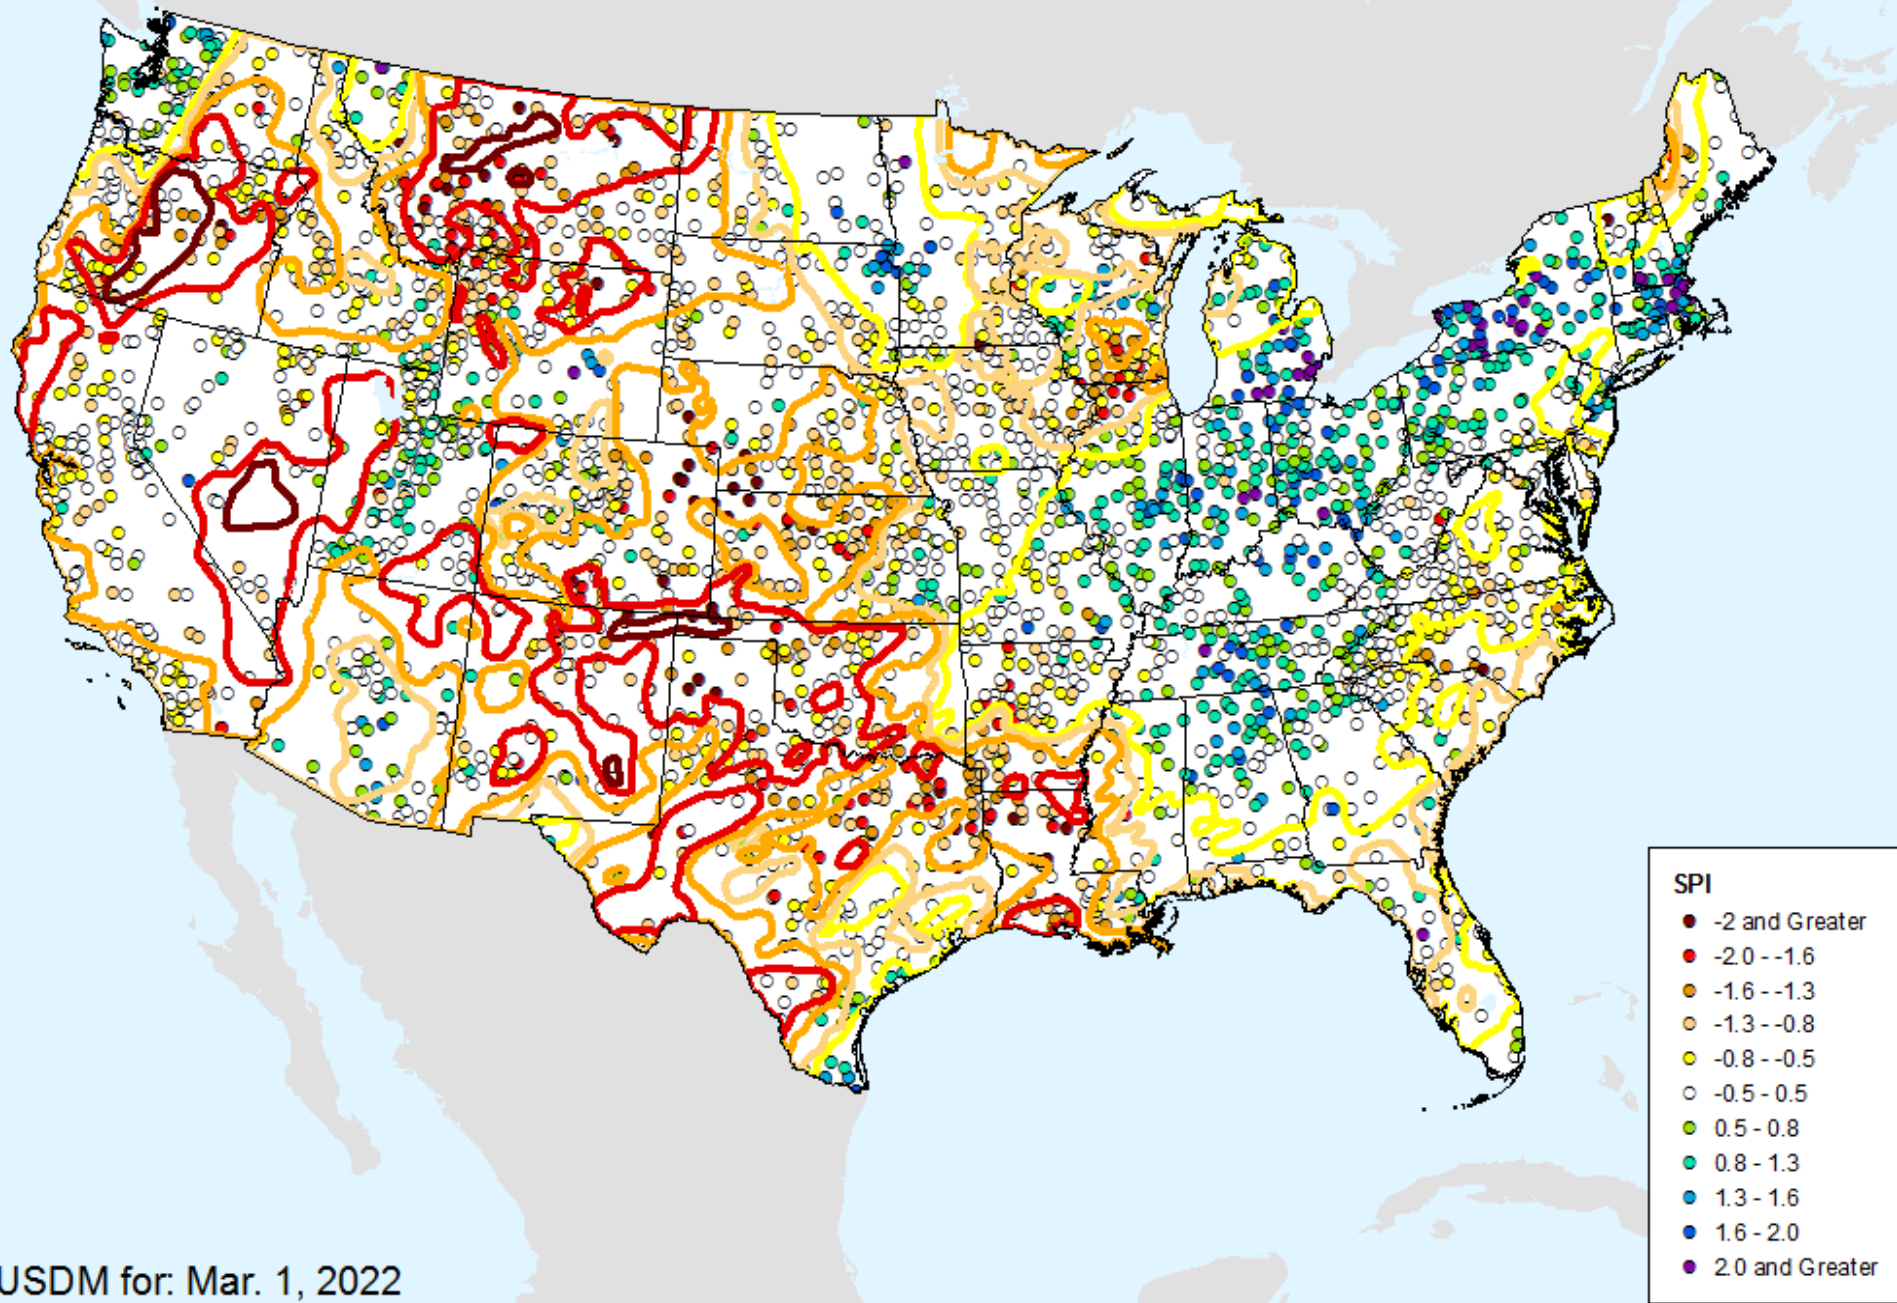 SPI
-2 and Greater
-2.0 - -1.6
-1.6 - -1.3
-1.3 - -0.8
-0.8 - -0.5
-0.5 - 0.5
0.5 - 0.8
0.8 - 1.3
1.3 - 1.6
1.6 - 2.0
2.0 and Greater
USDM for: Mar. 1, 2022